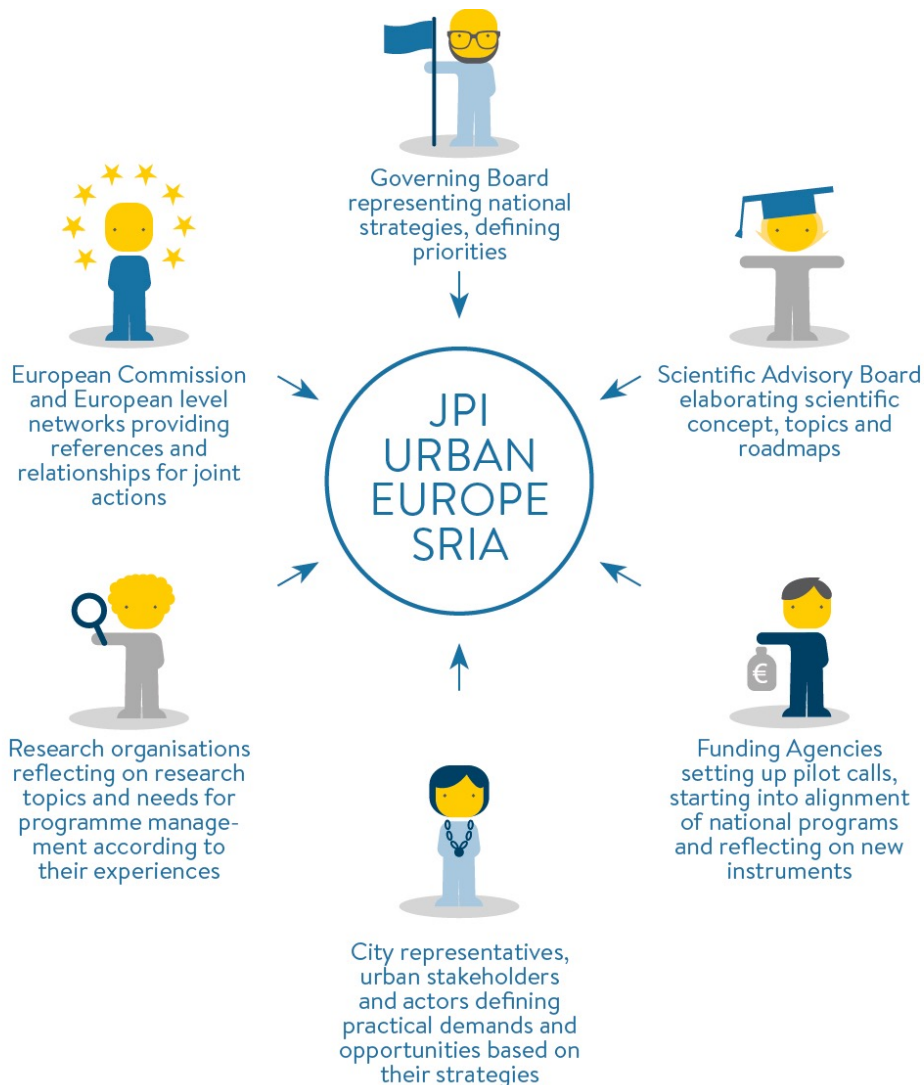 Governing Board
representing national
strategies, defining
priorities
European Commission
and European level
networks providing
references and
relationships for joint
actions
Scientific Advisory Board
elaborating scientific
concept, topics and
roadmaps
JPI
URBAN
EUROPE
SRIA
€
Research organisations
reflecting on research
topics and needs for
programme manage-
ment according to
their experiences
Funding Agencies
setting up pilot calls,
starting into alignment
of national programs
and reflecting on new
instruments
City representatives,
urban stakeholders
and actors defining
practical demands and
opportunities based on
their strategies